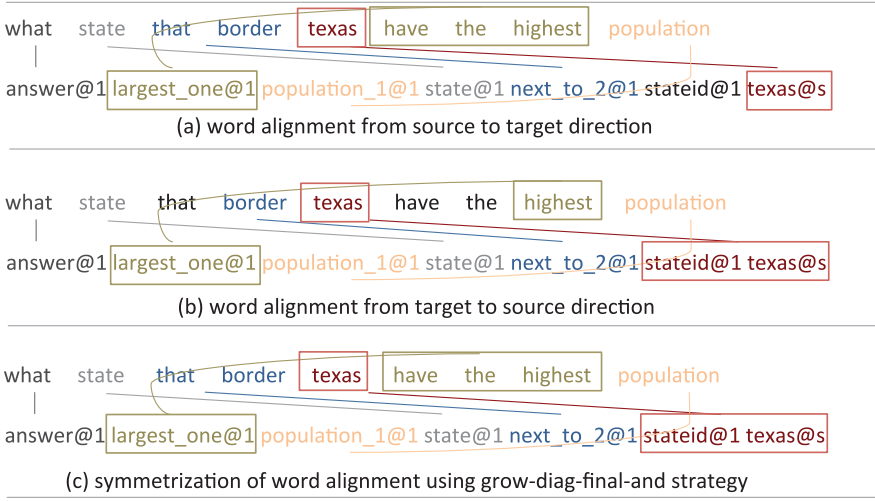 what state that border texas have the highest population
answer@1 largest_one@1 population_1@1 state@1 next_to_2@1 stateid@1 texas@s
(a) word alignment from source to target direction
what state that border texas have the highest population
answer@1 largest_one@1 population_1@1 state@1 next_to_2@1 stateid@1 texas@s
(b) word alignment from target to source direction
what state that border texas have the highest population
answer@1 largest_one@1 population_1@1 state@1 next_to_2@1 stateid@1 texas@s
(c) symmetrization of word alignment using grow-diag-final-and strategy